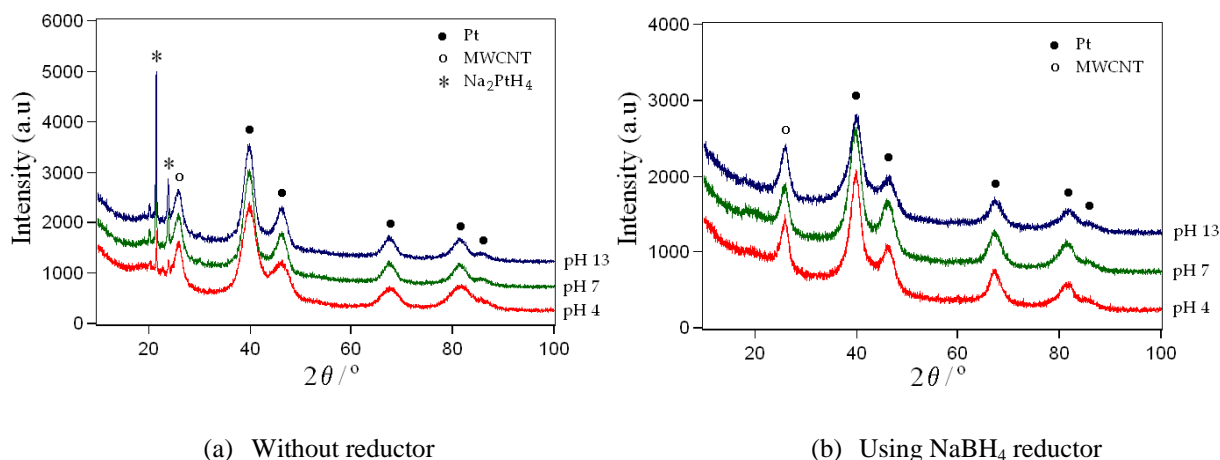 6000
5000
4000
3000
2000
1000
0
Intensity (a.u)
● Pt
o MWCNT
* Na₂PtH₄
*
*
o
pH 13
pH 7
pH 4
20 40 60 80 100
2θ/°
(a) Without reductor
4000
3000
2000
1000
0
Intensity (a.u)
● Pt
o MWCNT
o
pH 13
pH 7
pH 4
20 40 60 80 100
2θ/°
(b) Using NaBH₄ reductor